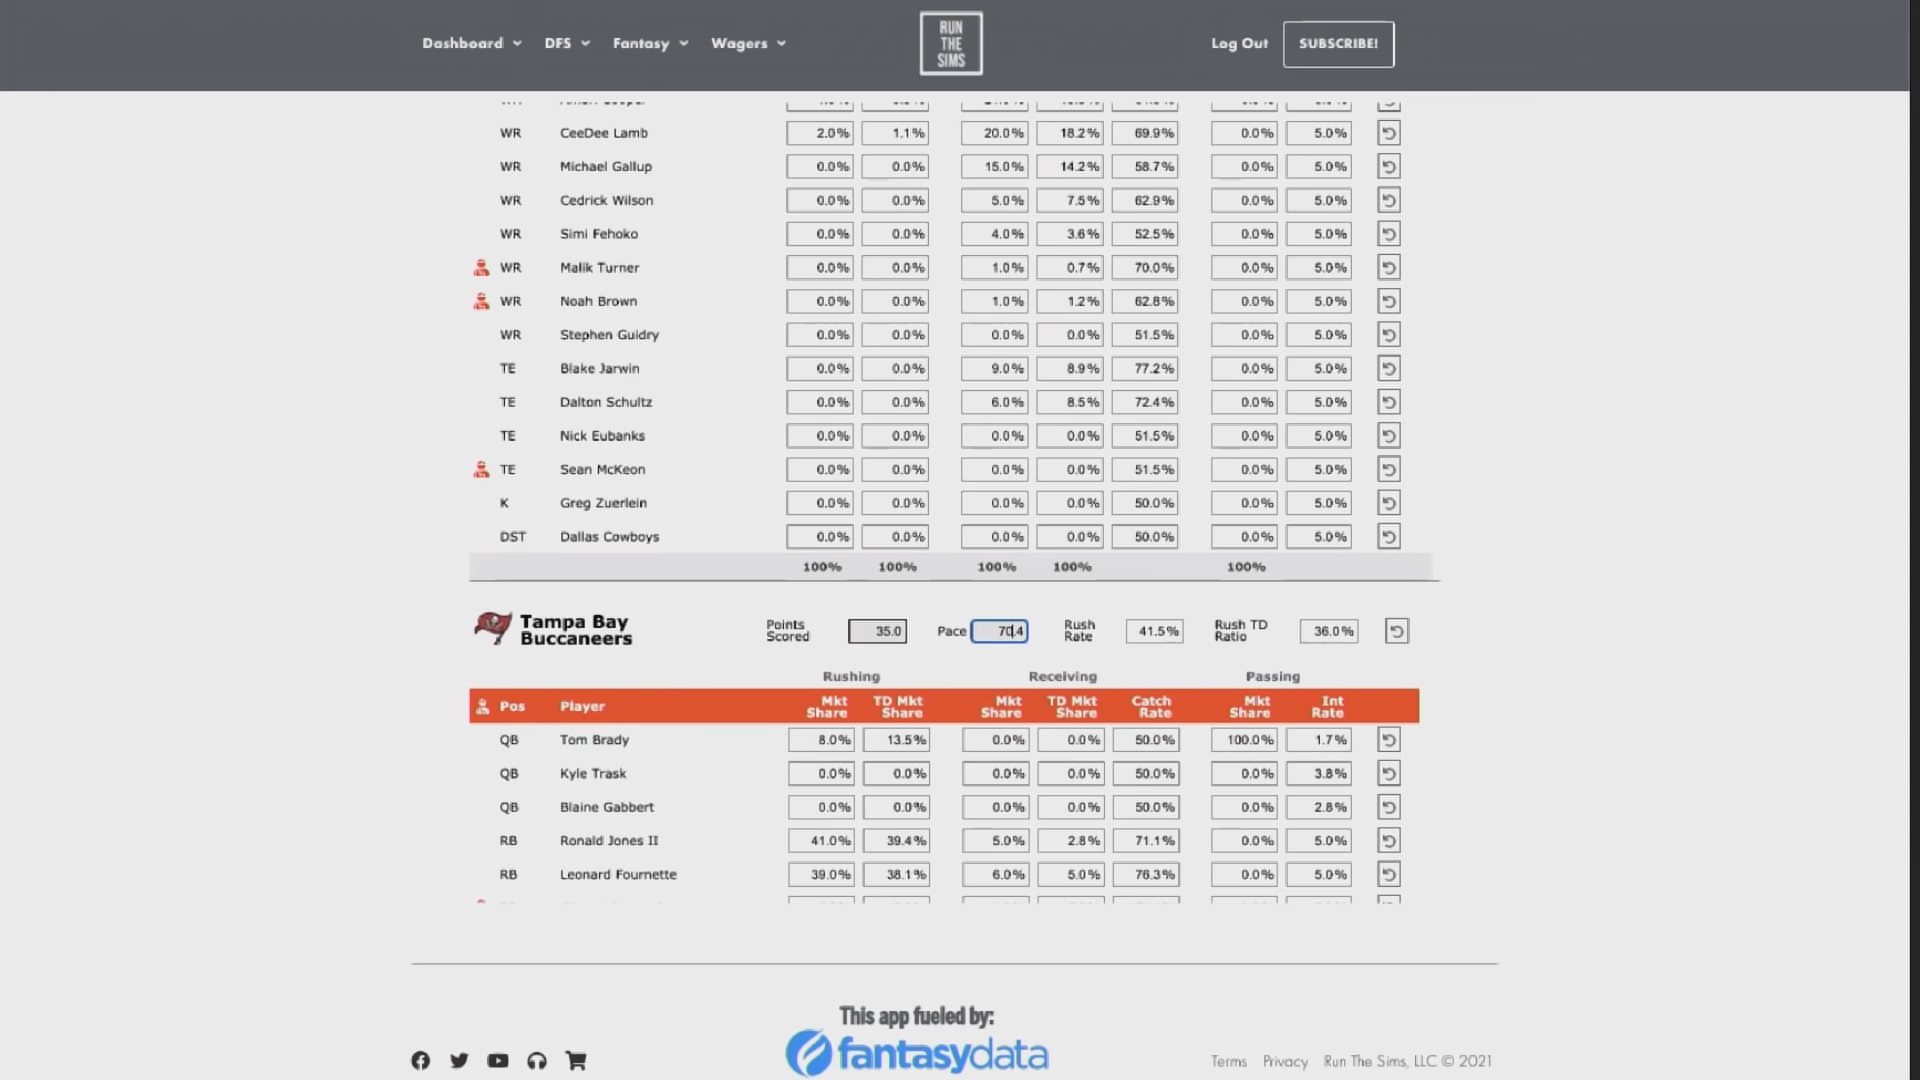 Dashboard DFS Fantasy Wagers RUN THE SIMS Log Out SUBSCRIBE!
WR CeeDee Lamb 2.0% 1.1% 20.0% 18.2% 69.9% 0.0% 5.0%
WR Michael Gallup 0.0% 0.0% 15.0% 14.2% 58.7% 0.0% 5.0%
WR Cedrick Wilson 0.0% 0.0% 5.0% 7.5% 62.9% 0.0% 5.0%
WR Simi Fehoko 0.0% 0.0% 4.0% 3.6% 52.5% 0.0% 5.0%
WR Malik Turner 0.0% 0.0% 1.0% 0.7% 70.0% 0.0% 5.0%
WR Noah Brown 0.0% 0.0% 1.0% 1.2% 62.8% 0.0% 5.0%
WR Stephen Guidry 0.0% 0.0% 0.0% 0.0% 51.5% 0.0% 5.0%
TE Blake Jarwin 0.0% 0.0% 9.0% 8.9% 77.2% 0.0% 5.0%
TE Dalton Schultz 0.0% 0.0% 6.0% 8.5% 72.4% 0.0% 5.0%
TE Nick Eubanks 0.0% 0.0% 0.0% 0.0% 51.5% 0.0% 5.0%
TE Sean McKeon 0.0% 0.0% 0.0% 0.0% 51.5% 0.0% 5.0%
K Greg Zuerlein 0.0% 0.0% 0.0% 0.0% 50.0% 0.0% 5.0%
DST Dallas Cowboys 0.0% 0.0% 0.0% 0.0% 50.0% 0.0% 5.0%
100% 100% 100% 100% 100%
Tampa Bay Buccaneers Points Scored 35.0 Pace 70.4 Rush Rate 41.5% Rush TD Ratio 36.0%
Rushing Receiving Passing
Pos Player Mkt Share TD Mkt Share Mkt Share TD Mkt Share Catch Rate Mkt Share Int Rate
QB Tom Brady 8.0% 13.5% 0.0% 0.0% 50.0% 100.0% 1.7%
QB Kyle Trask 0.0% 0.0% 0.0% 0.0% 50.0% 0.0% 3.8%
QB Blaine Gabbert 0.0% 0.0% 0.0% 0.0% 50.0% 0.0% 2.8%
RB Ronald Jones II 41.0% 39.4% 5.0% 2.8% 71.1% 0.0% 5.0%
RB Leonard Fournette 39.0% 38.1% 6.0% 5.0% 76.3% 0.0% 5.0%
This app fueled by:
fantasydata
Terms Privacy Run The Sims, LLC © 2021